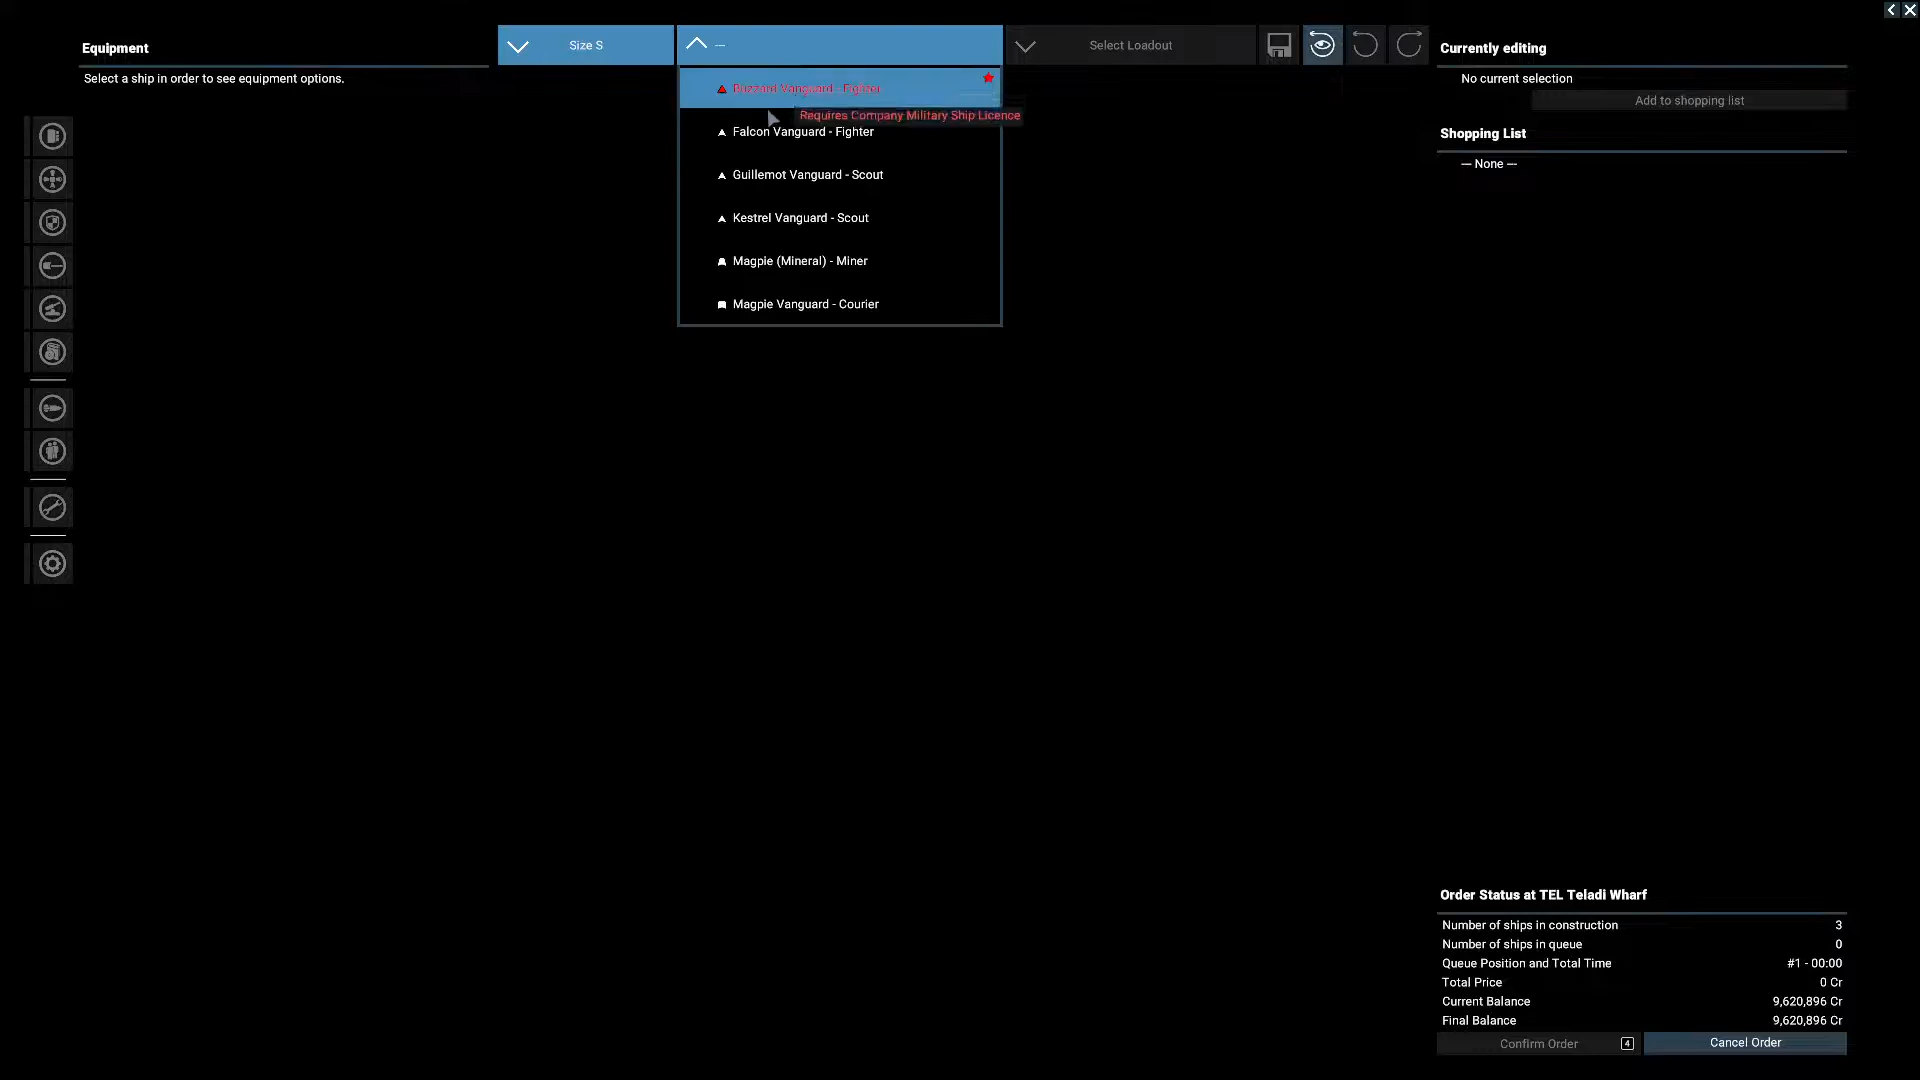 Equipment
Select a ship in order to see equipment options.
Size S
---
Select Loadout
Buzzard Vanguard - Fighter
Requires Company Military Ship Licence
Falcon Vanguard - Fighter
Guillemot Vanguard - Scout
Kestrel Vanguard - Scout
Magpie (Mineral) - Miner
Magpie Vanguard - Courier
Currently editing
No current selection
Add to shopping list
Shopping List
--- None ---
Order Status at TEL Teladi Wharf
Number of ships in construction 3
Number of ships in queue 0
Queue Position and Total Time #1 - 00:00
Total Price 0 Cr
Current Balance 9,620,896 Cr
Final Balance 9,620,896 Cr
Confirm Order 4
Cancel Order